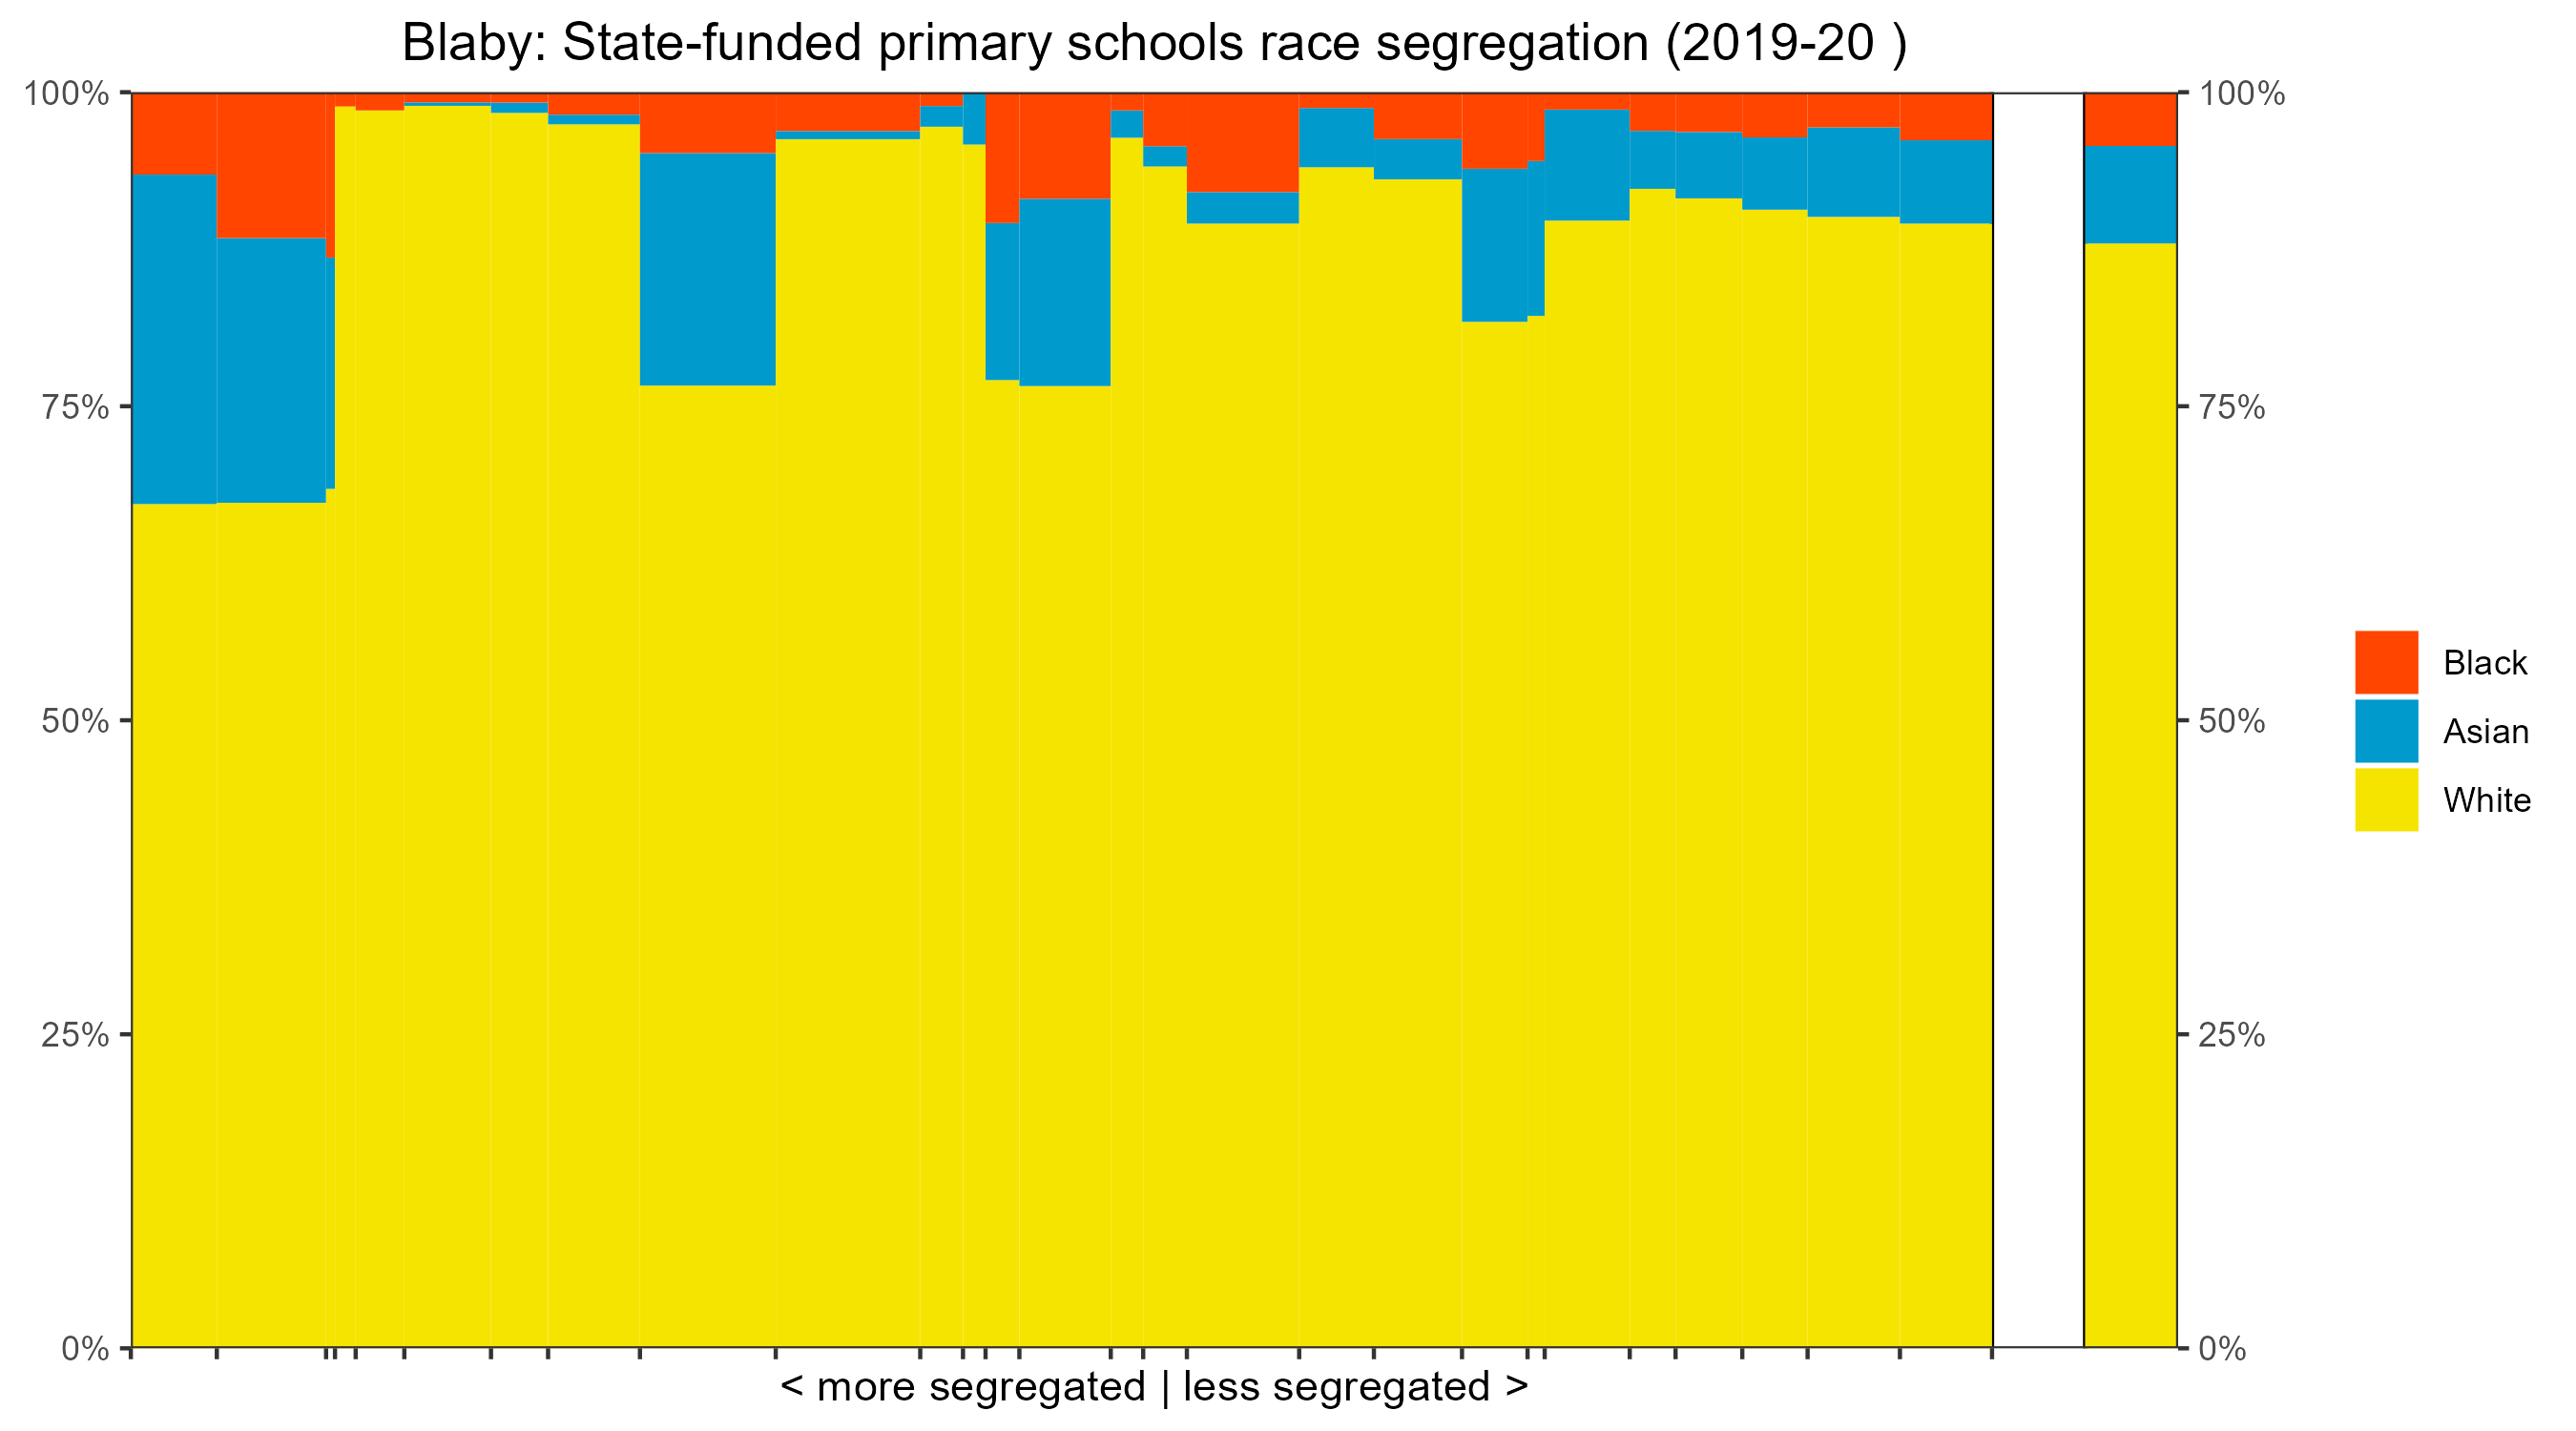 Blaby: State-funded primary schools race segregation (2019-20 )
100%
75%
50%
25%
0%
100%
75%
50%
25%
0%
Black
Asian
White
< more segregated | less segregated >